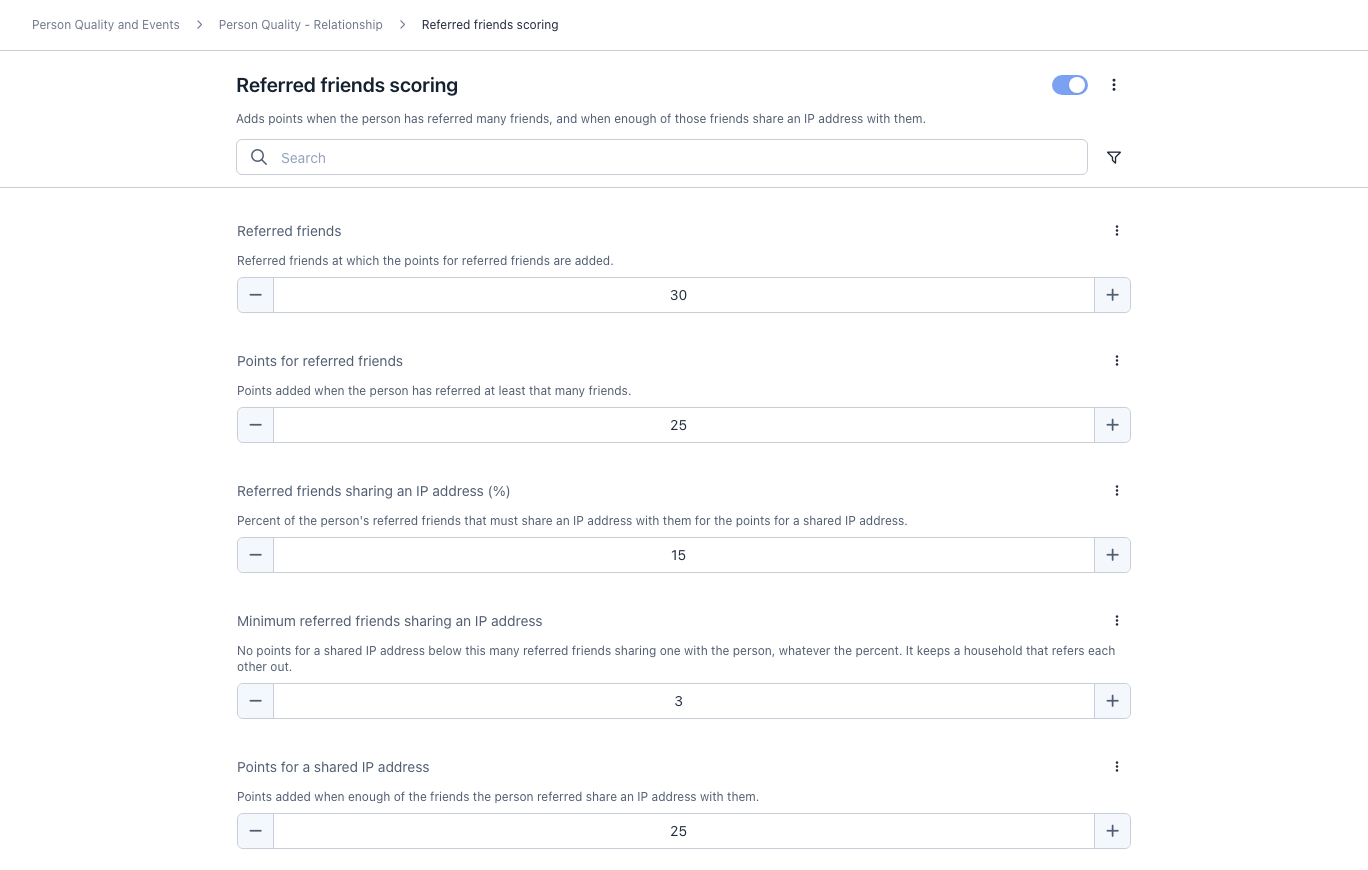 Person Quality and Events > Person Quality - Relationship > Referred friends scoring
Referred friends scoring
Adds points when the person has referred many friends, and when enough of those friends share an IP address with them.
Search
Referred friends
Referred friends at which the points for referred friends are added.
30
Points for referred friends
Points added when the person has referred at least that many friends.
25
Referred friends sharing an IP address (%)
Percent of the person's referred friends that must share an IP address with them for the points for a shared IP address.
15
Minimum referred friends sharing an IP address
No points for a shared IP address below this many referred friends sharing one with the person, whatever the percent. It keeps a household that refers each
other out.
3
Points for a shared IP address
Points added when enough of the friends the person referred share an IP address with them.
25